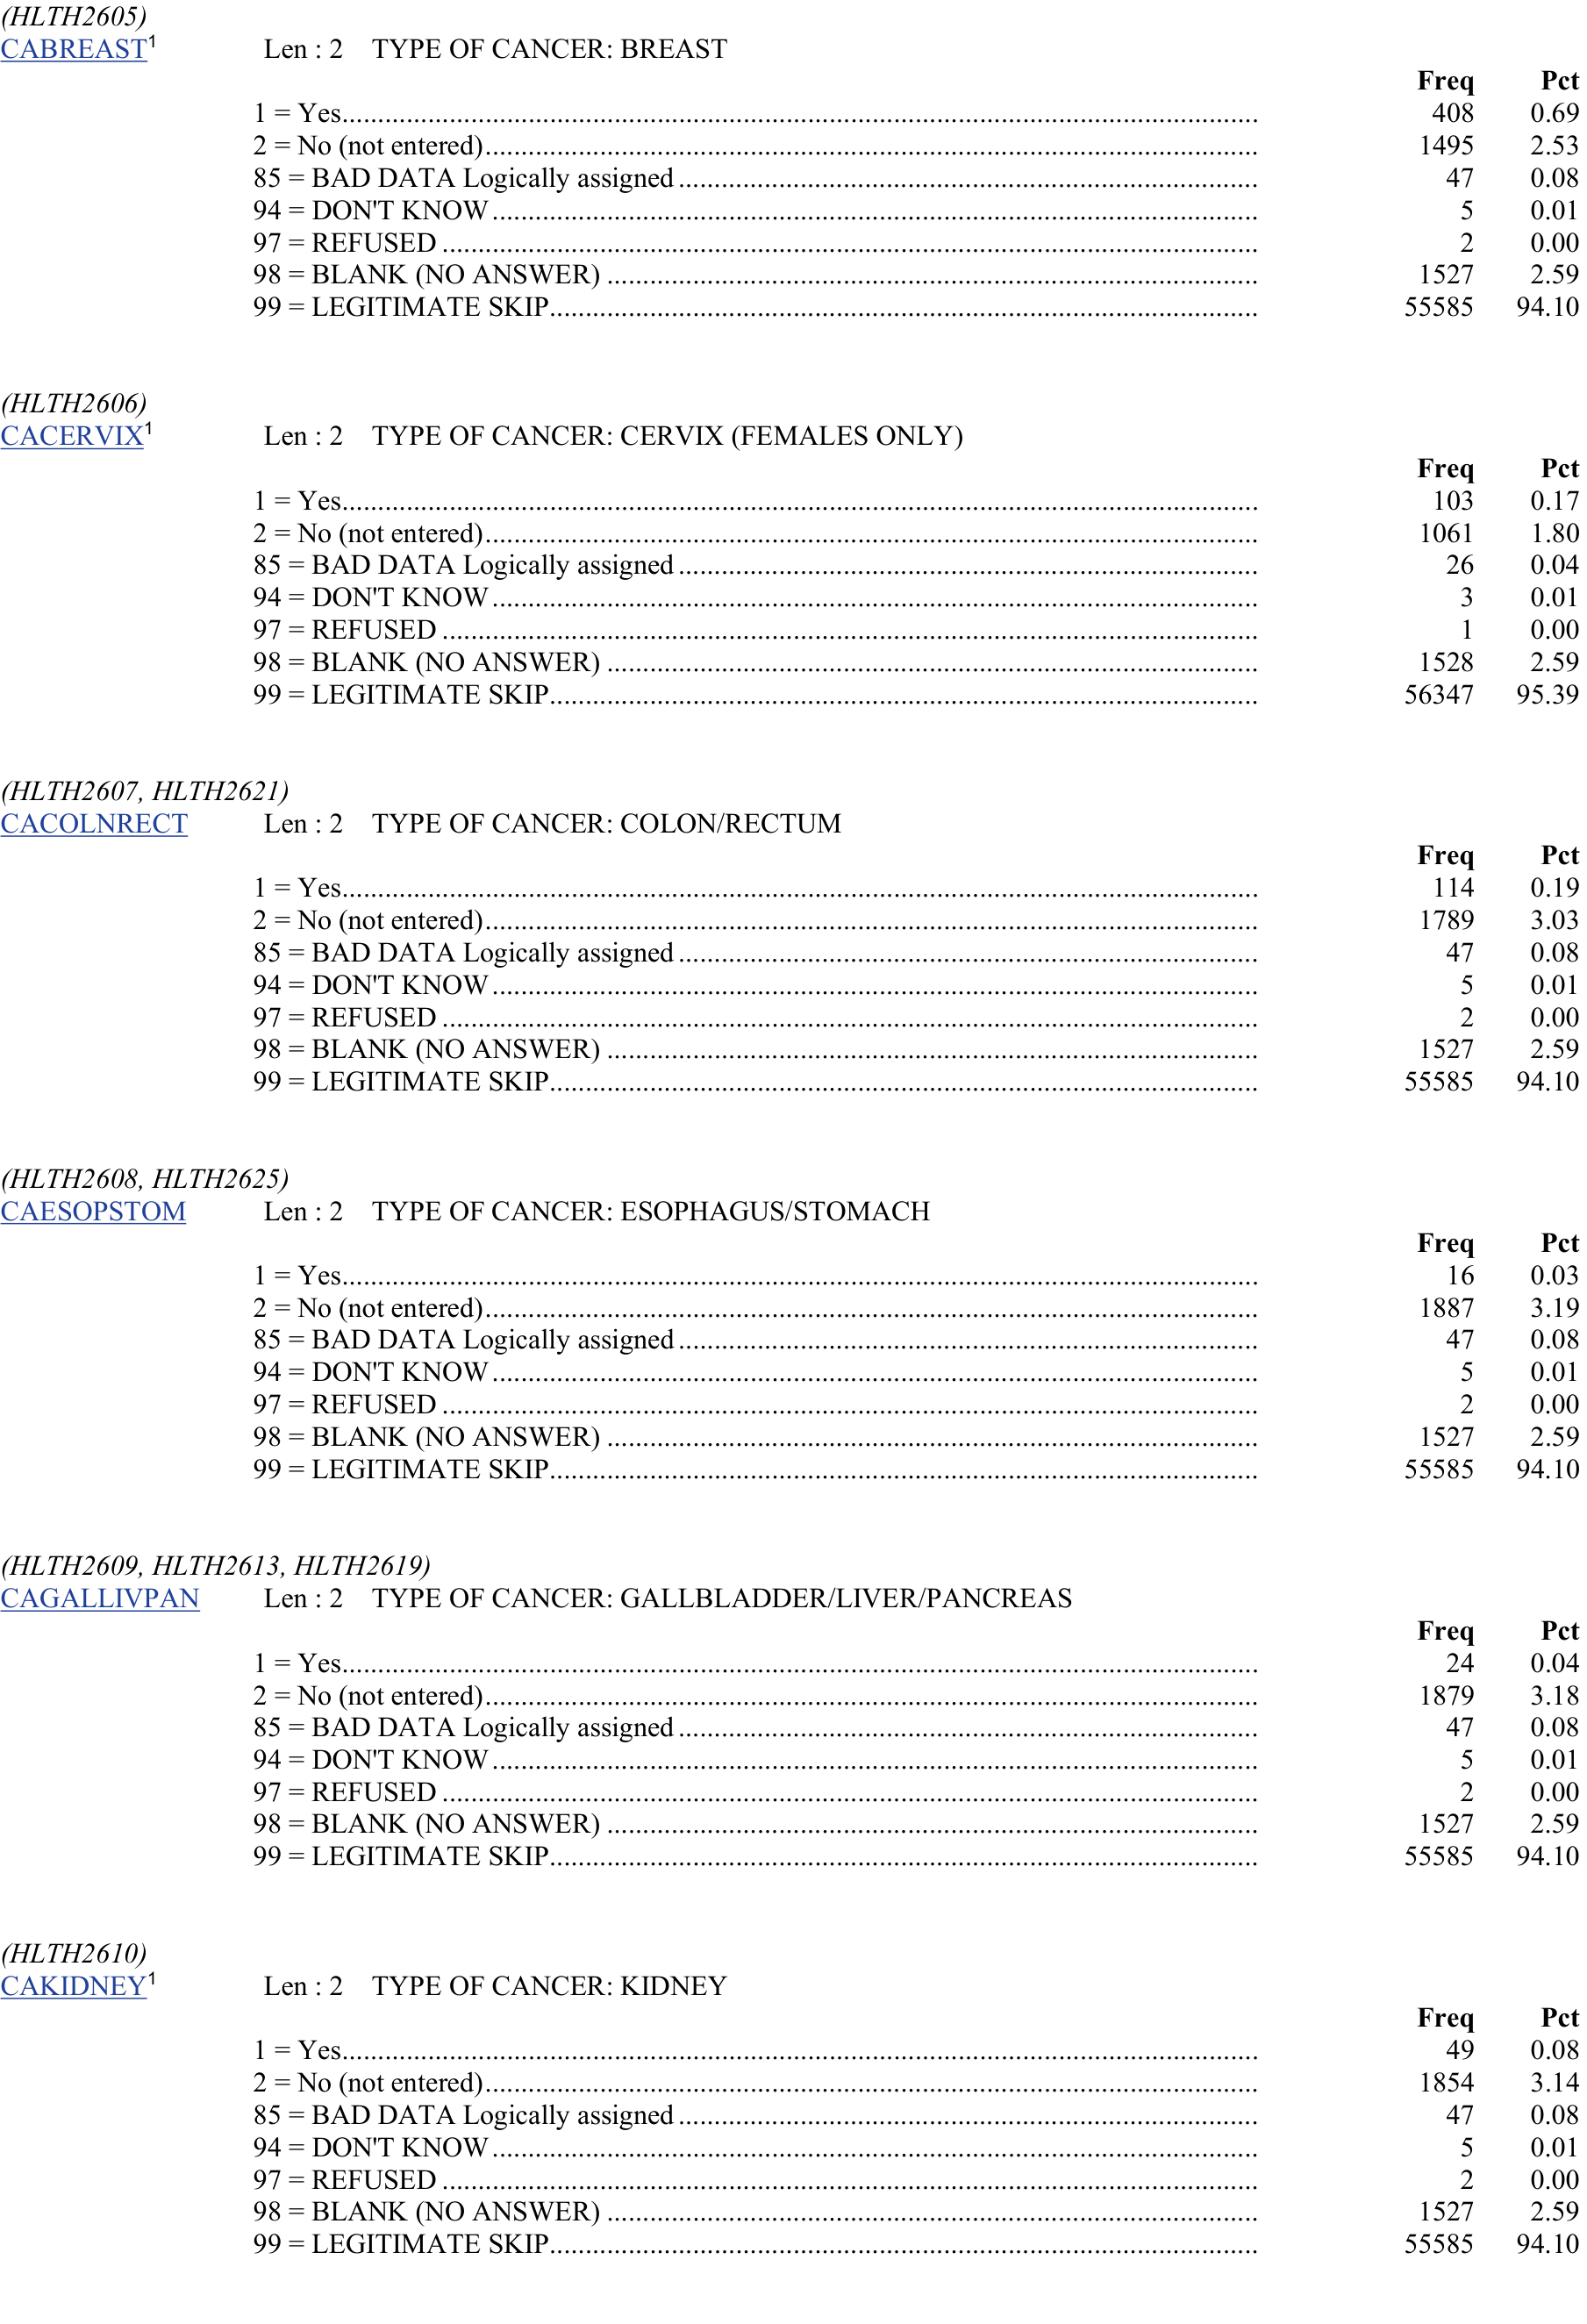 (HLTH2605)
CABREAST¹ Len : 2 TYPE OF CANCER: BREAST
Freq Pct
1 = Yes 408 0.69
2 = No (not entered) 1495 2.53
85 = BAD DATA Logically assigned 47 0.08
94 = DON'T KNOW 5 0.01
97 = REFUSED 2 0.00
98 = BLANK (NO ANSWER) 1527 2.59
99 = LEGITIMATE SKIP 55585 94.10
(HLTH2606)
CACERVIX¹ Len : 2 TYPE OF CANCER: CERVIX (FEMALES ONLY)
Freq Pct
1 = Yes 103 0.17
2 = No (not entered) 1061 1.80
85 = BAD DATA Logically assigned 26 0.04
94 = DON'T KNOW 3 0.01
97 = REFUSED 1 0.00
98 = BLANK (NO ANSWER) 1528 2.59
99 = LEGITIMATE SKIP 56347 95.39
(HLTH2607, HLTH2621)
CACOLNRECT Len : 2 TYPE OF CANCER: COLON/RECTUM
Freq Pct
1 = Yes 114 0.19
2 = No (not entered) 1789 3.03
85 = BAD DATA Logically assigned 47 0.08
94 = DON'T KNOW 5 0.01
97 = REFUSED 2 0.00
98 = BLANK (NO ANSWER) 1527 2.59
99 = LEGITIMATE SKIP 55585 94.10
(HLTH2608, HLTH2625)
CAESOPSTOM Len : 2 TYPE OF CANCER: ESOPHAGUS/STOMACH
Freq Pct
1 = Yes 16 0.03
2 = No (not entered) 1887 3.19
85 = BAD DATA Logically assigned 47 0.08
94 = DON'T KNOW 5 0.01
97 = REFUSED 2 0.00
98 = BLANK (NO ANSWER) 1527 2.59
99 = LEGITIMATE SKIP 55585 94.10
(HLTH2609, HLTH2613, HLTH2619)
CAGALLIVPAN Len : 2 TYPE OF CANCER: GALLBLADDER/LIVER/PANCREAS
Freq Pct
1 = Yes 24 0.04
2 = No (not entered) 1879 3.18
85 = BAD DATA Logically assigned 47 0.08
94 = DON'T KNOW 5 0.01
97 = REFUSED 2 0.00
98 = BLANK (NO ANSWER) 1527 2.59
99 = LEGITIMATE SKIP 55585 94.10
(HLTH2610)
CAKIDNEY¹ Len : 2 TYPE OF CANCER: KIDNEY
Freq Pct
1 = Yes 49 0.08
2 = No (not entered) 1854 3.14
85 = BAD DATA Logically assigned 47 0.08
94 = DON'T KNOW 5 0.01
97 = REFUSED 2 0.00
98 = BLANK (NO ANSWER) 1527 2.59
99 = LEGITIMATE SKIP 55585 94.10